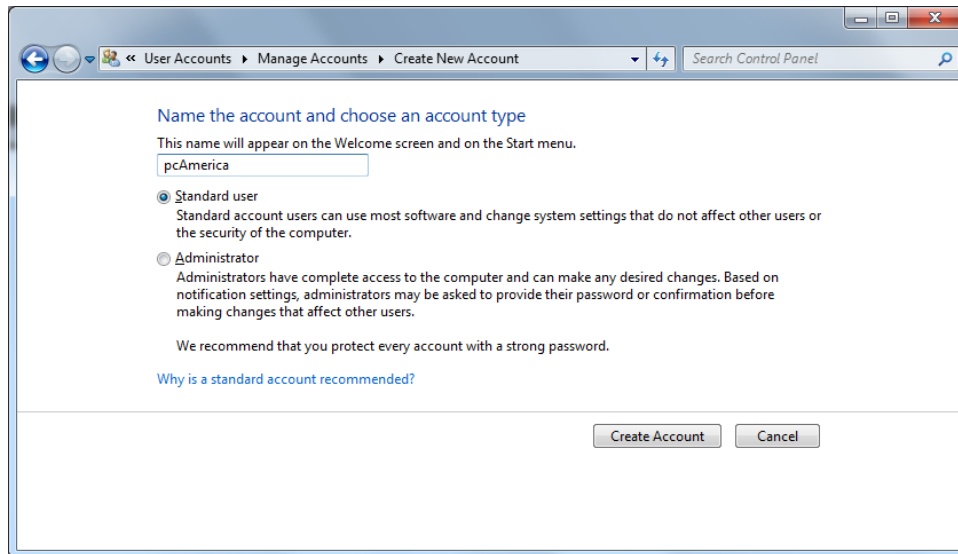 « User Accounts ▸ Manage Accounts ▸ Create New Account
Search Control Panel
Name the account and choose an account type
This name will appear on the Welcome screen and on the Start menu.
pcAmerica
Standard user
Standard account users can use most software and change system settings that do not affect other users or
the security of the computer.
Administrator
Administrators have complete access to the computer and can make any desired changes. Based on
notification settings, administrators may be asked to provide their password or confirmation before
making changes that affect other users.
We recommend that you protect every account with a strong password.
Why is a standard account recommended?
Create Account
Cancel